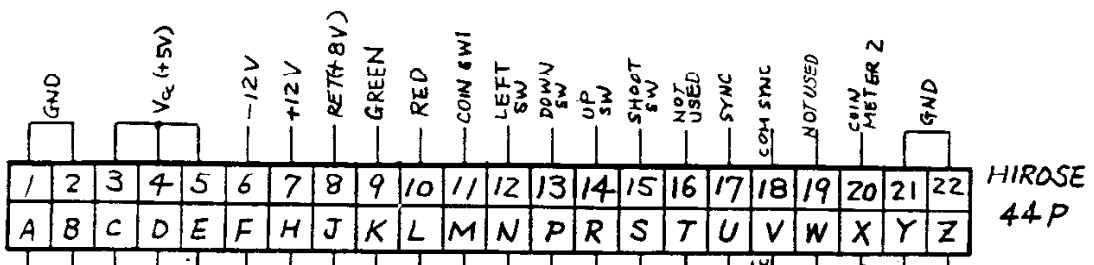 GND
Vcc (+5V)
-12V
+12V
RET(+8V)
GREEN
RED
COIN SW1
LEFT SW
DOWN SW
UP SW
SHOOT SW
NOT USED
SYNC
COM SYNC
NOT USED
COIN METER 2
GND
1 2 3 4 5 6 7 8 9 10 11 12 13 14 15 16 17 18 19 20 21 22
A B C D E F H J K L M N P R S T U V W X Y Z
HIROSE
44P